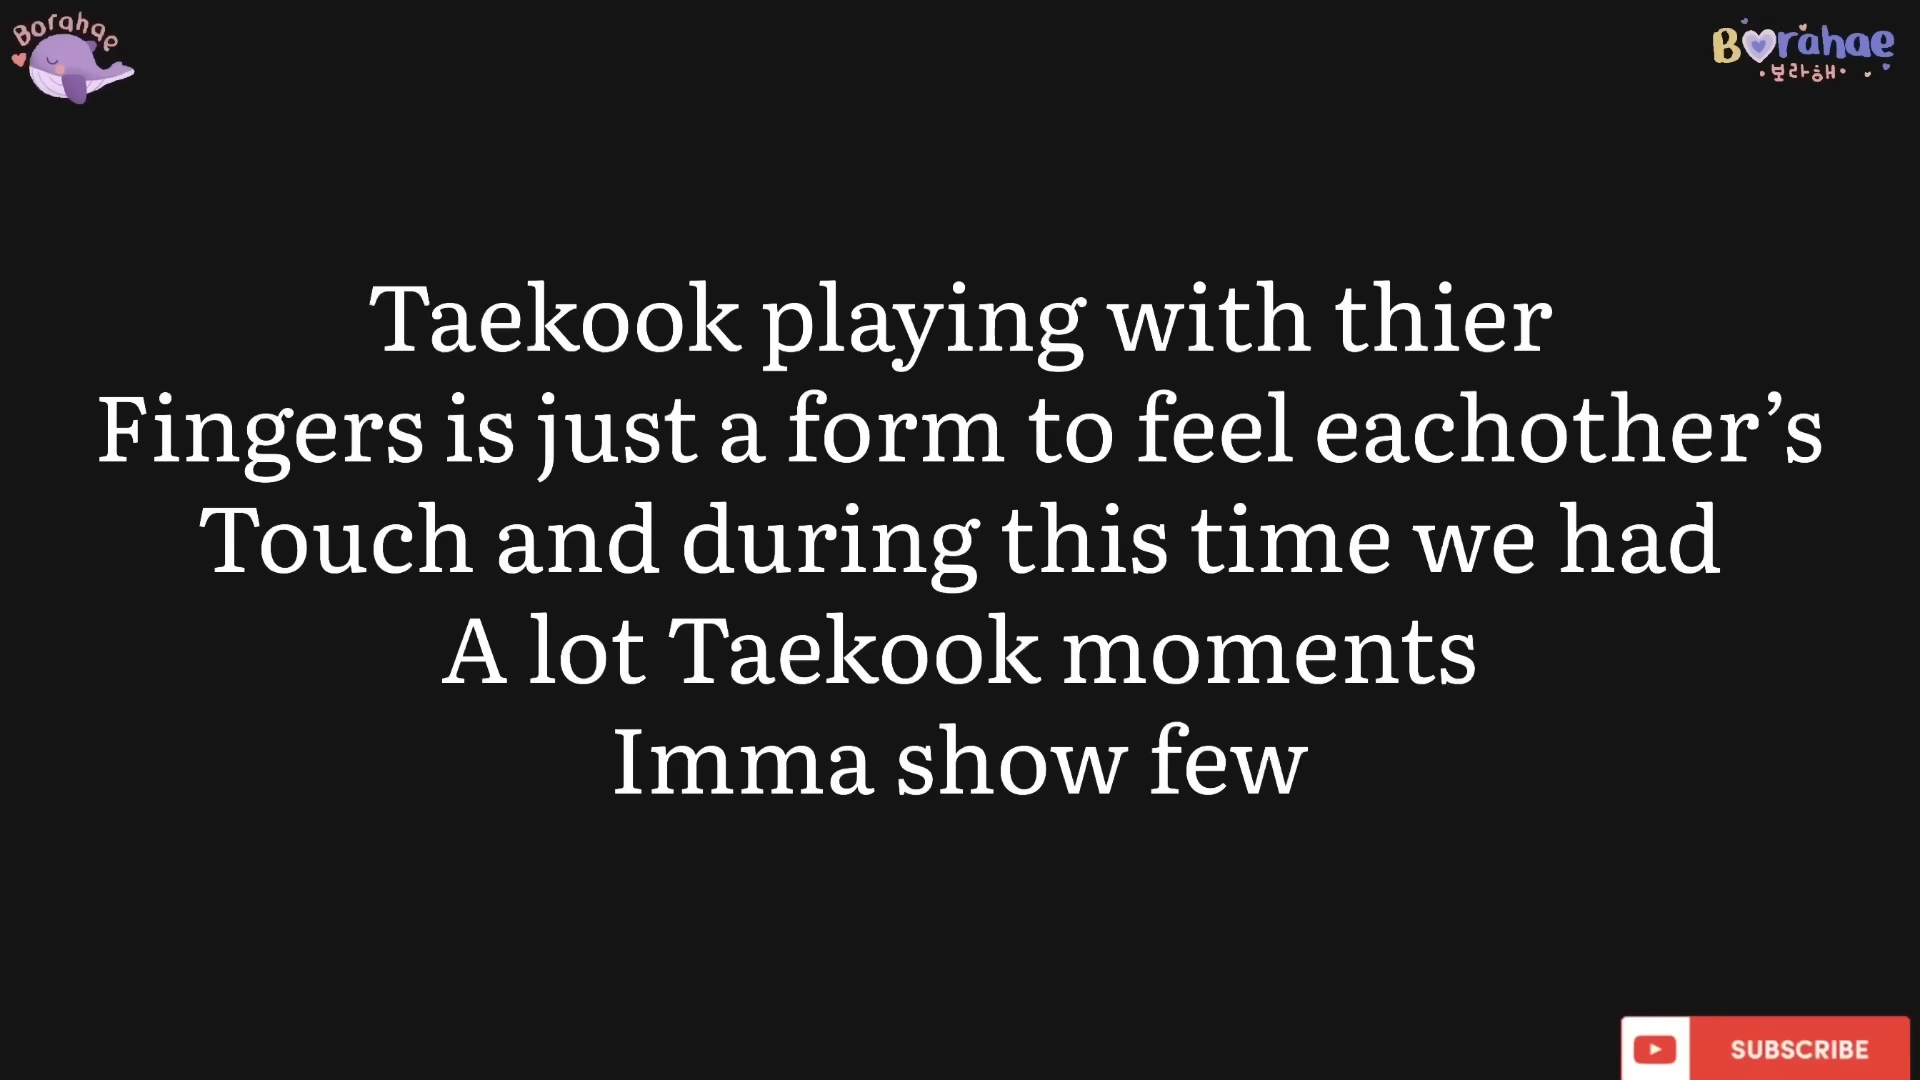 Borahae
Borahae
보라해
Taekook playing with thier
Fingers is just a form to feel eachother’s
Touch and during this time we had
A lot Taekook moments
Imma show few
SUBSCRIBE